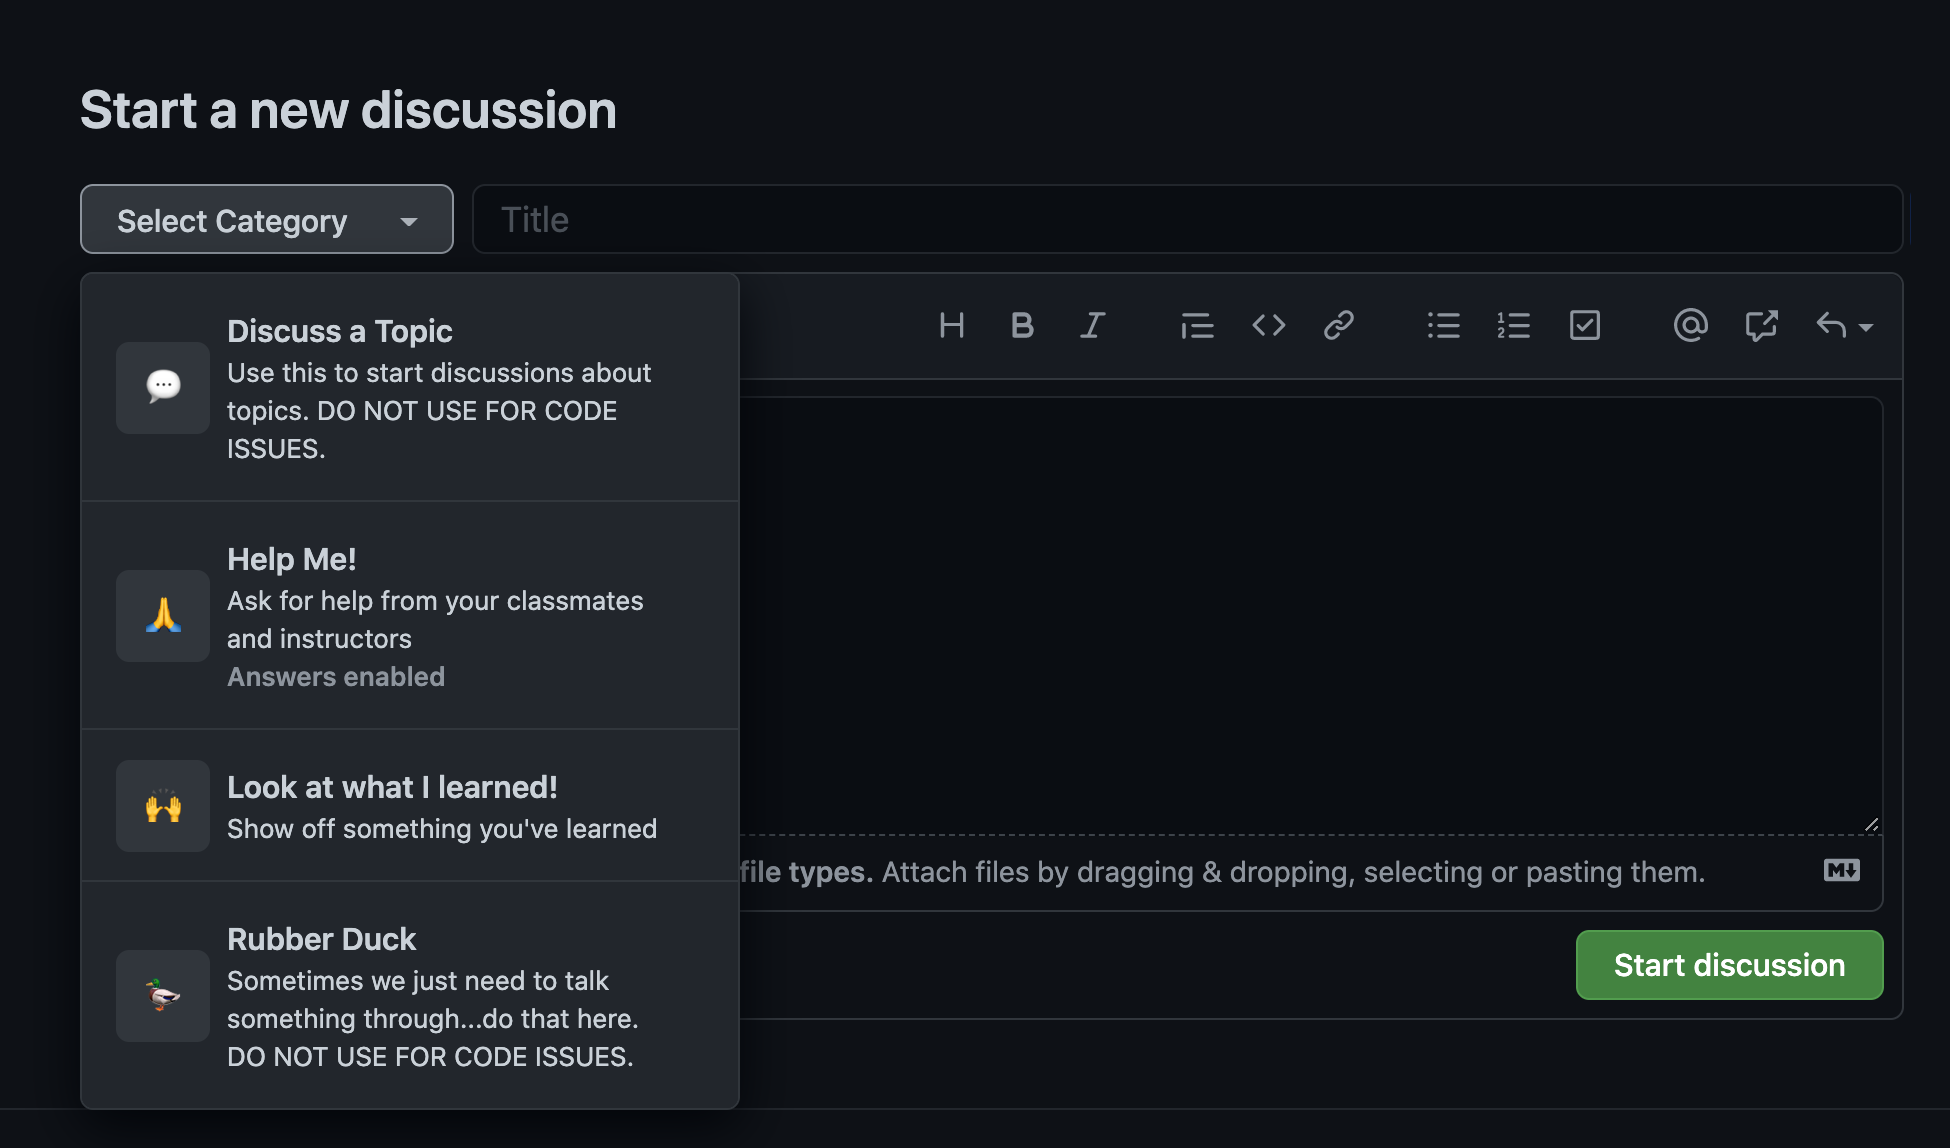 Start a new discussion
Select Category
Title
Discuss a Topic
Use this to start discussions about
topics. DO NOT USE FOR CODE
ISSUES.
Help Me!
Ask for help from your classmates
and instructors
Answers enabled
Look at what I learned!
Show off something you've learned
file types. Attach files by dragging & dropping, selecting or pasting them.
Rubber Duck
Sometimes we just need to talk
something through...do that here.
DO NOT USE FOR CODE ISSUES.
Start discussion